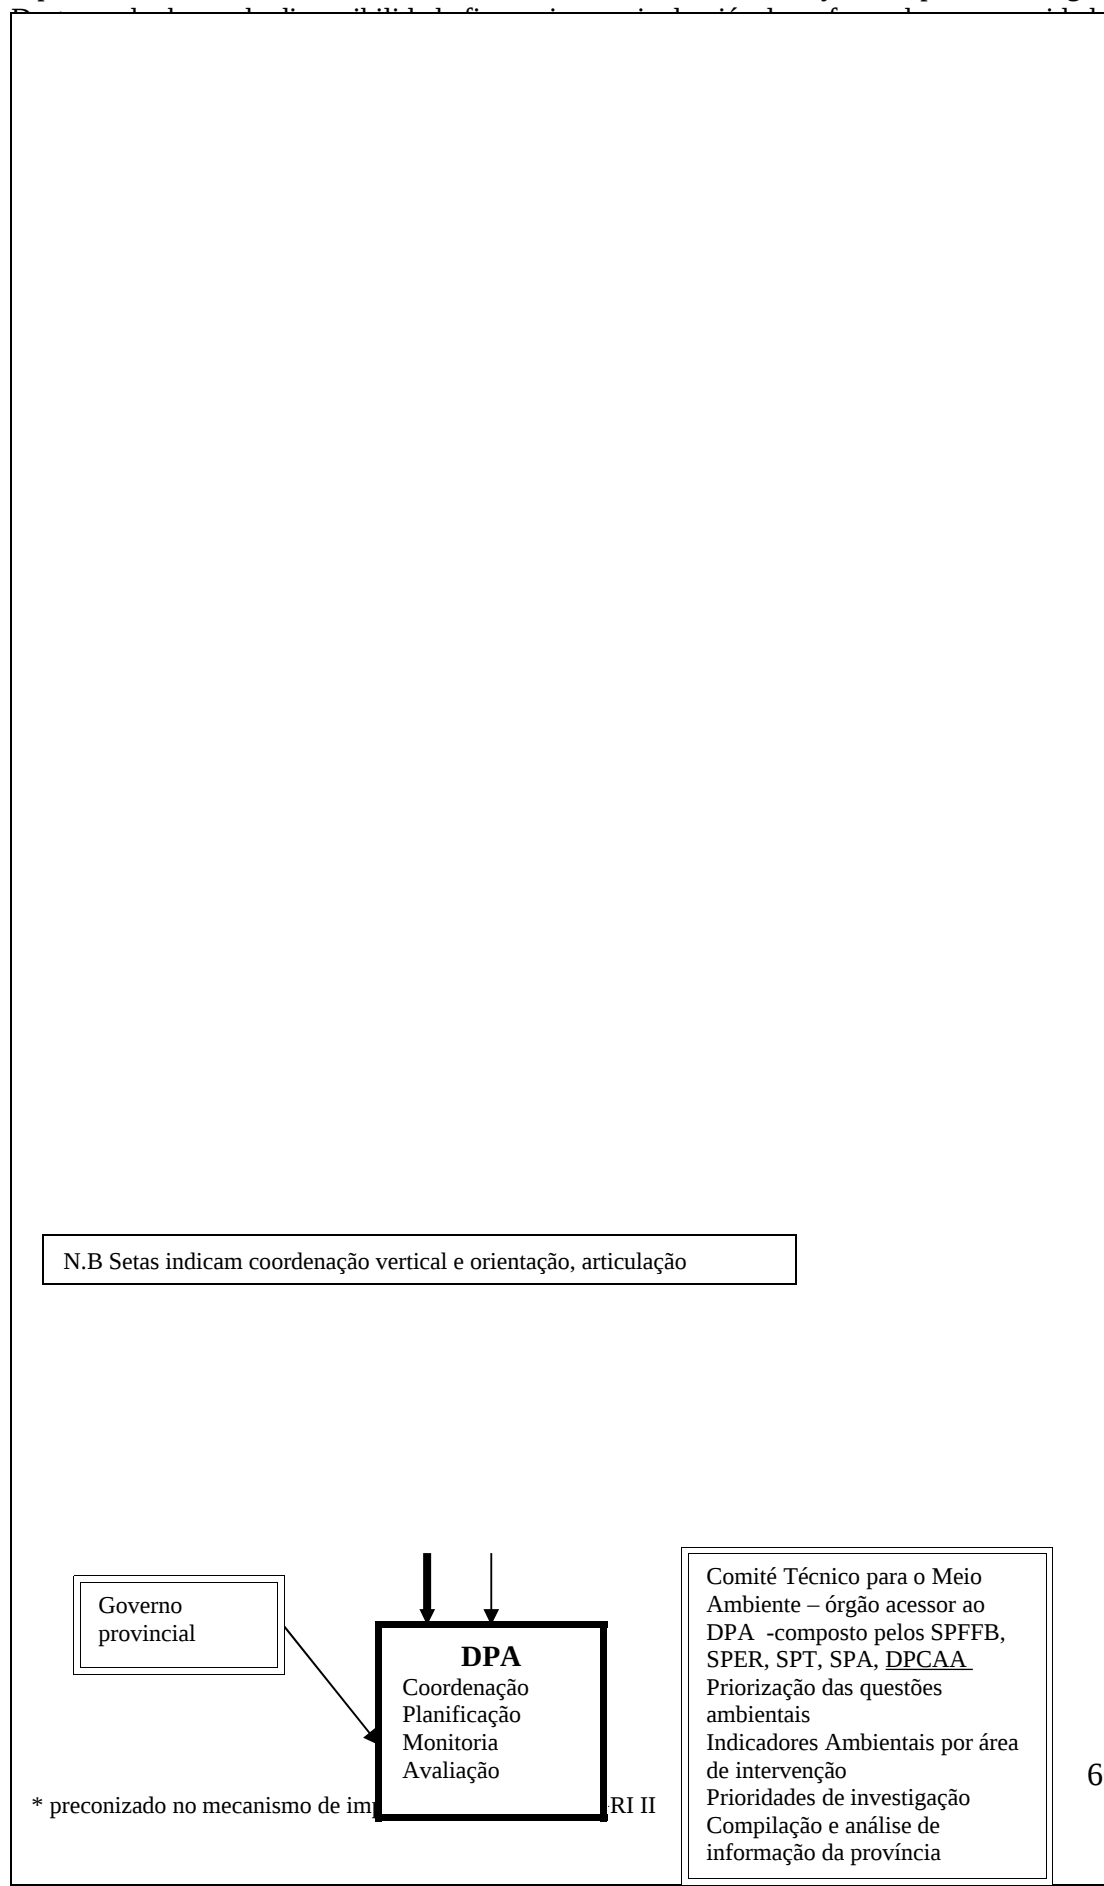 N.B Setas indicam coordenação vertical e orientação, articulação
Governo
provincial
DPA
Coordenação
Planificação
Monitoria
Avaliação
* preconizado no mecanismo de
RI II
Comité Técnico para o Meio
Ambiente – órgão acessor ao
DPA -composto pelos SPFFB,
SPER, SPT, SPA, DPCAA
Priorização das questões
ambientais
Indicadores Ambientais por área
de intervenção
Prioridades de investigação
Compilação e análise de
informação da província
6